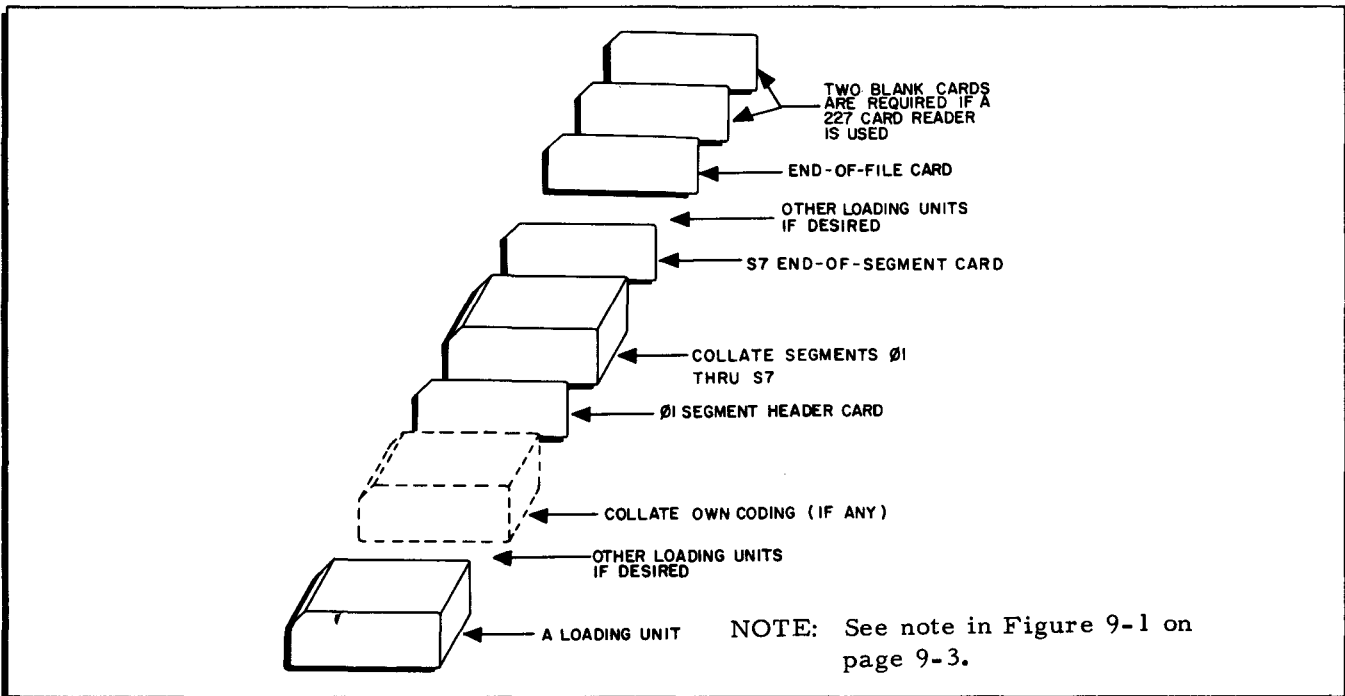 TWO BLANK CARDS
ARE REQUIRED IF A
227 CARD READER
IS USED
END-OF-FILE CARD
OTHER LOADING UNITS
IF DESIRED
S7 END-OF-SEGMENT CARD
COLLATE SEGMENTS Ø1
THRU S7
Ø1 SEGMENT HEADER CARD
COLLATE OWN CODING (IF ANY)
OTHER LOADING UNITS
IF DESIRED
A LOADING UNIT
NOTE: See note in Figure 9-1 on
page 9-3.